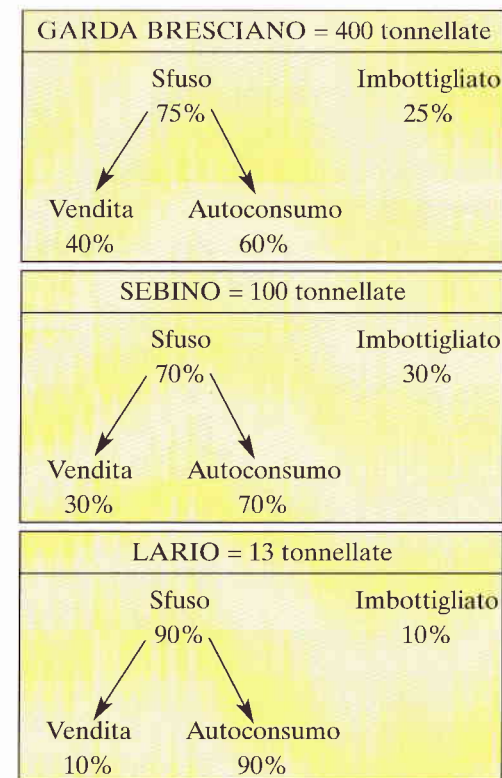 GARDA BRESCIANO = 400 tonnellate
Sfuso Imbottigliato
75% 25%
Vendita Autoconsumo
40% 60%
SEBINO = 100 tonnellate
Sfuso Imbottigliato
70% 30%
Vendita Autoconsumo
30% 70%
LARIO = 13 tonnellate
Sfuso Imbottigliato
90% 10%
Vendita Autoconsumo
10% 90%